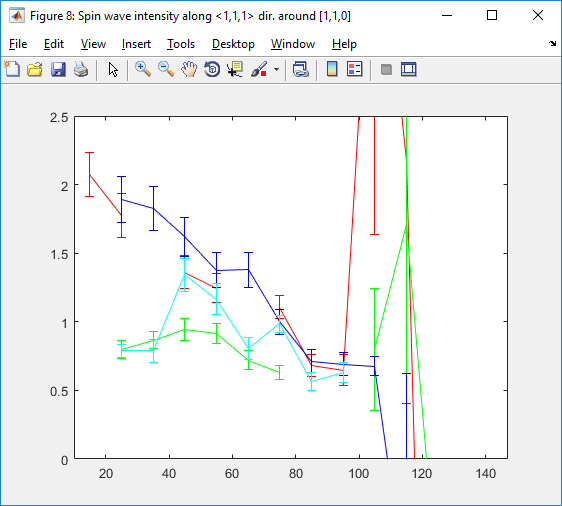 Figure 8: Spin wave intensity along <1,1,1> dir. around [1,1,0]
File Edit View Insert Tools Desktop Window Help
2.5
2
1.5
1
0.5
0
20 40 60 80 100 120 140